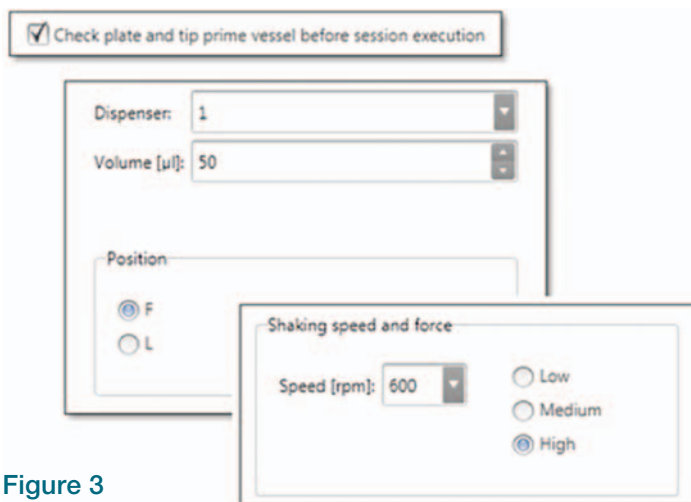 Check plate and tip prime vessel before session execution
Dispenser: 1
Volume [µl]: 50
Position
F
L
Shaking speed and force
Speed [rpm]: 600
Low
Medium
High
Figure 3